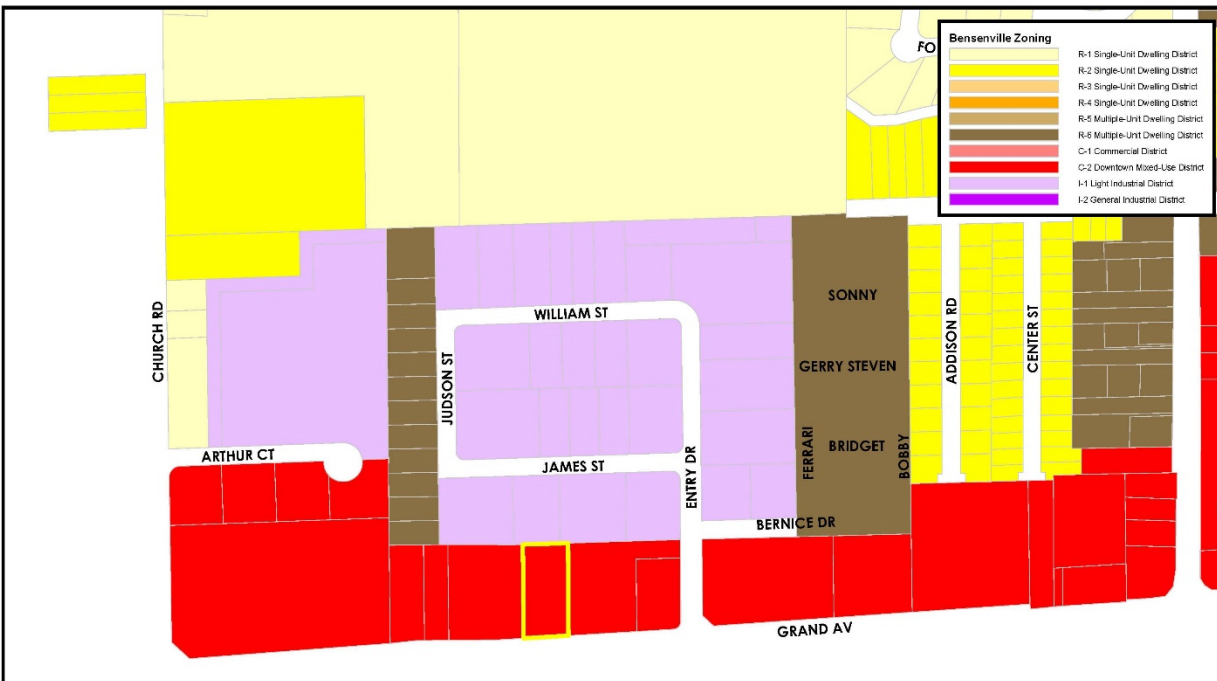 FO
Bensenville Zoning
R-1 Single-Unit Dwelling District
R-2 Single-Unit Dwelling District
R-3 Single-Unit Dwelling District
R-4 Single-Unit Dwelling District
R-5 Multiple-Unit Dwelling District
R-6 Multiple-Unit Dwelling District
C-1 Commercial District
C-2 Downtown Mixed-Use District
I-1 Light Industrial District
I-2 General Industrial District
CHURCH RD
WILLIAM ST
JUDSON ST
SONNY
GERRY STEVEN
ADDISON RD
CENTER ST
ARTHUR CT
JAMES ST
ENTRY DR
FERRARI
BRIDGET
BOBBY
BERNICE DR
GRAND AV